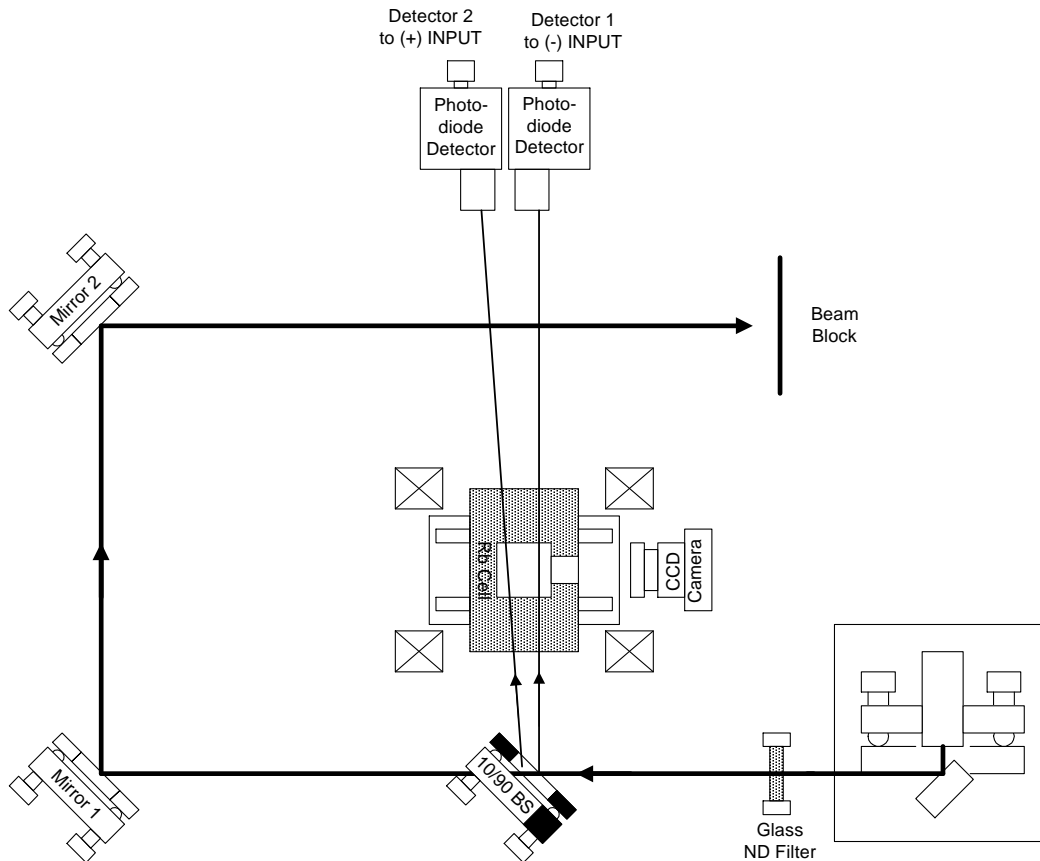 Detector 2
to (+) INPUT
Detector 1
to (-) INPUT
Photo-
diode
Detector
Photo-
diode
Detector
Mirror 2
Beam
Block
Rb Cell
CCD
Camera
Mirror 1
10/90 BS
Glass
ND Filter